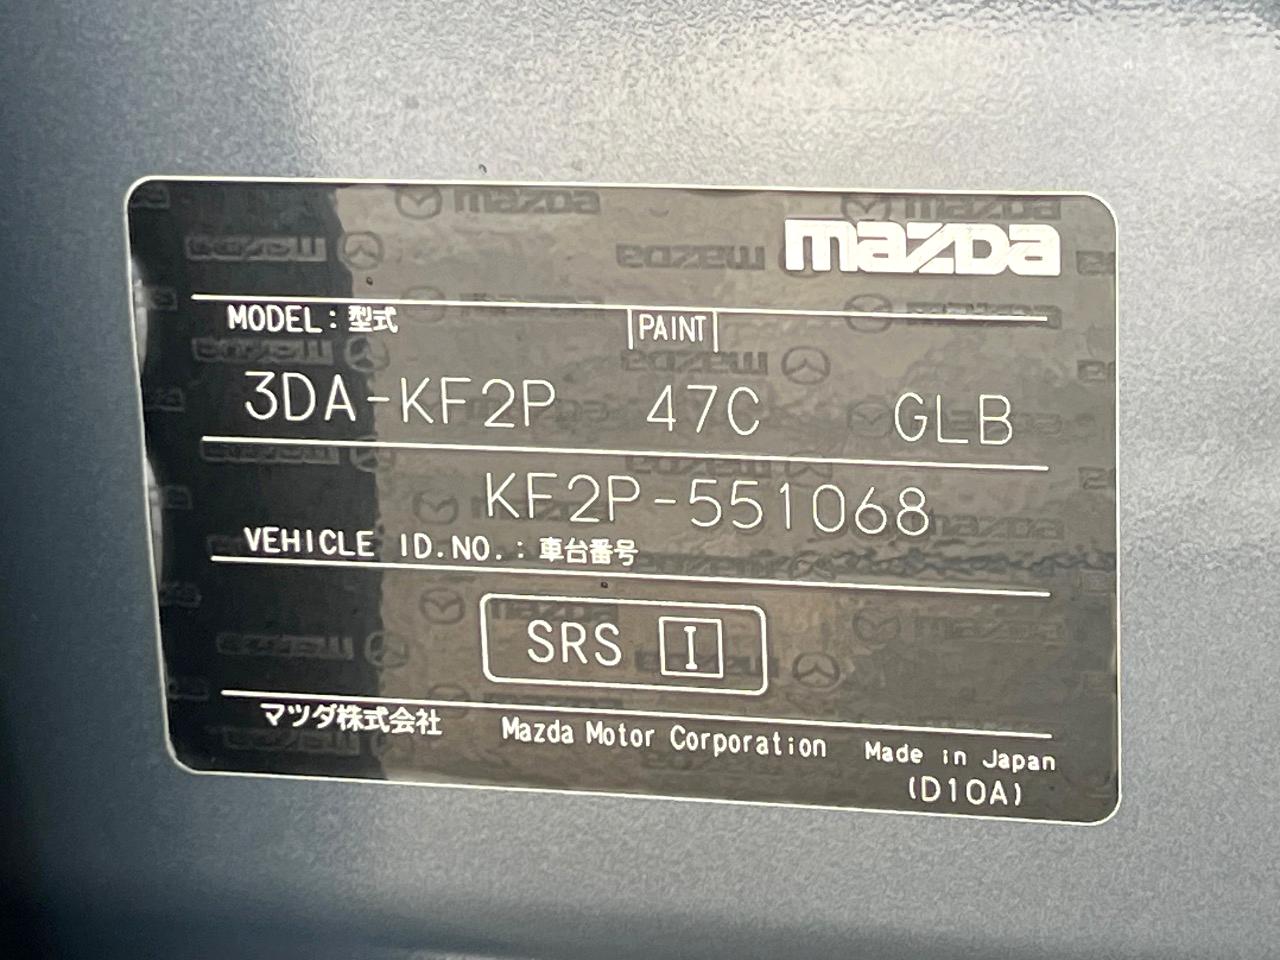 mazda
MODEL: 型式 PAINT
3DA-KF2P 47C GLB
KF2P-551068
VEHICLE ID.NO.: 車台番号
SRS I
マツダ株式会社 Mazda Motor Corporation Made in Japan
(D10A)